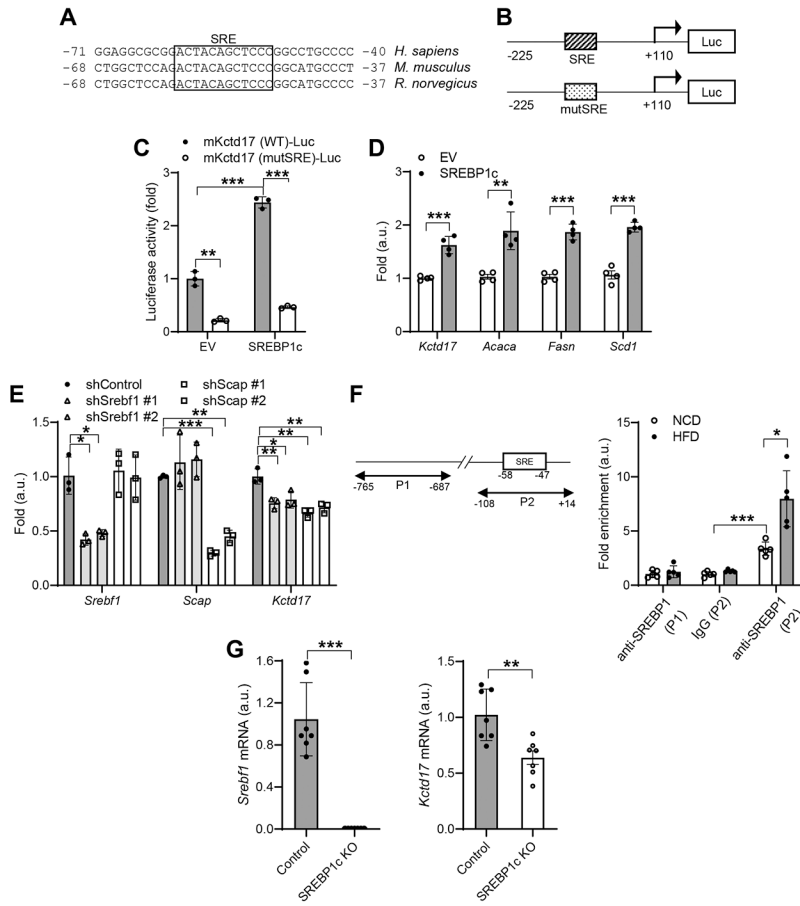 A
SRE
-71 GGAGGCGCGGACTACAGCTCCCGGCCTGCCCC -40 H. sapiens
-68 CTGGCTCCAGACTACAGCTCCCGGCATGCCCT -37 M. musculus
-68 CTGGCTCCAGACTACAGCTCCCGGCATGCCCC -37 R. norvegicus
B
-225 SRE +110 Luc
-225 mutSRE +110 Luc
C
mKctd17 (WT)-Luc
mKctd17 (mutSRE)-Luc
Luciferase activity (fold)
3
2
1
0
**
***
***
EV SREBP1c
D
EV
SREBP1c
Fold (a.u.)
3
2
1
0
*** ** *** ***
Kctd17 Acaca Fasn Scd1
E
shControl
shSrebf1 #1
shSrebf1 #2
shScap #1
shScap #2
Fold (a.u.)
1.5
1.0
0.5
0.0
*
*
**
***
**
**
*
**
Srebf1 Scap Kctd17
F
SRE
-58 -47
-765 P1 -687
-108 P2 +14
NCD
HFD
Fold enrichment (a.u.)
15
10
5
0
***
*
anti-SREBP1
(P1)
IgG (P2)
anti-SREBP1
(P2)
G
Srebf1 mRNA (a.u.)
1.6
1.2
0.8
0.4
0.0
***
Control
SREBP1c KO
Kctd17 mRNA (a.u.)
1.5
1.0
0.5
0.0
**
Control
SREBP1c KO